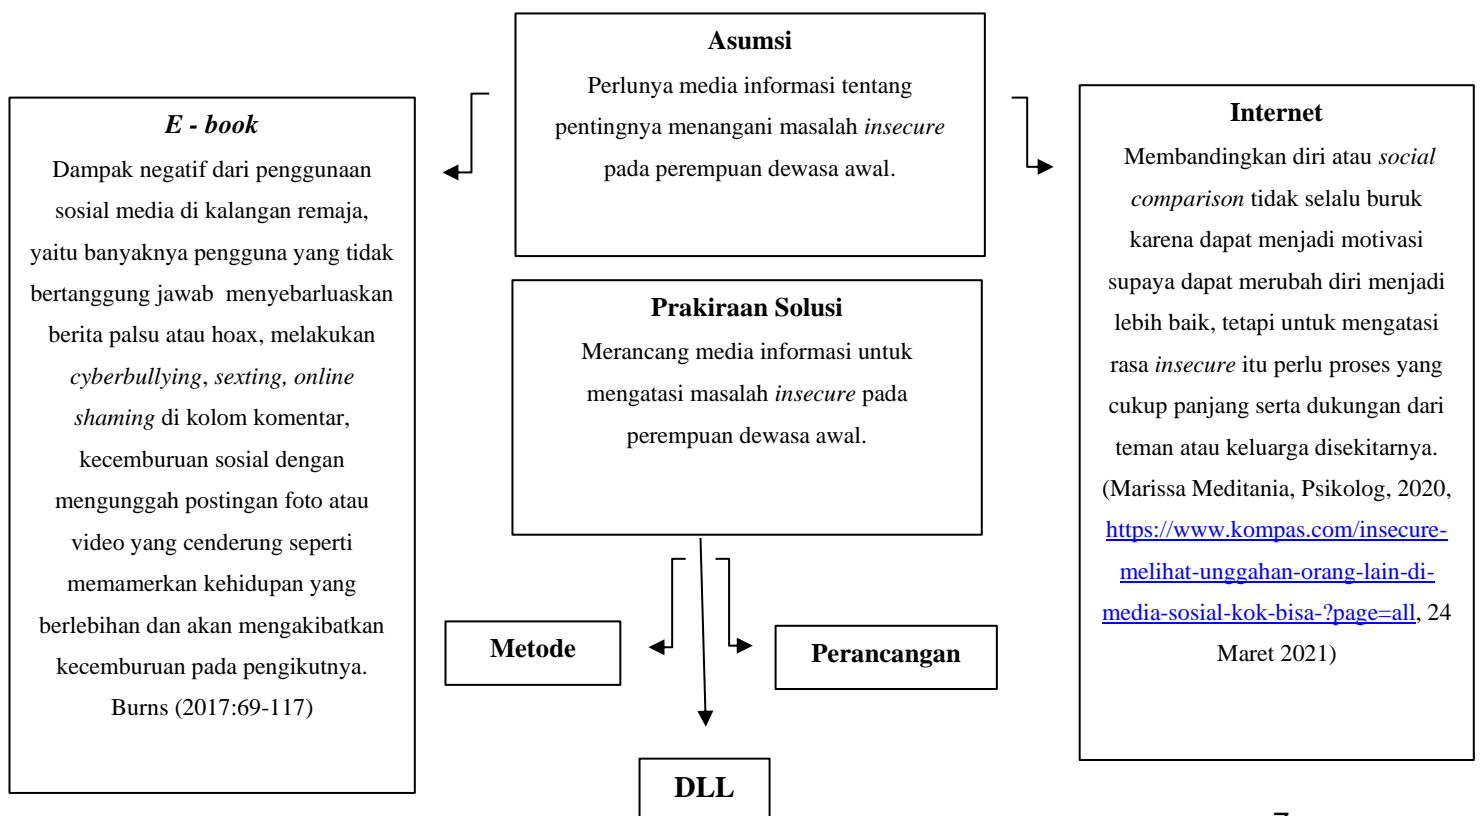 Asumsi
Perlunya media informasi tentang
pentingnya menangani masalah insecure
pada perempuan dewasa awal.
E - book
Dampak negatif dari penggunaan
sosial media di kalangan remaja,
yaitu banyaknya pengguna yang tidak
bertanggung jawab  menyebarluaskan
berita palsu atau hoax, melakukan
cyberbullying, sexting, online
shaming di kolom komentar,
kecemburuan sosial dengan
mengunggah postingan foto atau
video yang cenderung seperti
memamerkan kehidupan yang
berlebihan dan akan mengakibatkan
kecemburuan pada pengikutnya.
Burns (2017:69-117)
Internet
Membandingkan diri atau social
comparison tidak selalu buruk
karena dapat menjadi motivasi
supaya dapat merubah diri menjadi
lebih baik, tetapi untuk mengatasi
rasa insecure itu perlu proses yang
cukup panjang serta dukungan dari
teman atau keluarga disekitarnya.
(Marissa Meditania, Psikolog, 2020,
https://www.kompas.com/insecure-
melihat-unggahan-orang-lain-di-
media-sosial-kok-bisa-?page=all, 24
Maret 2021)
Prakiraan Solusi
Merancang media informasi untuk
mengatasi masalah insecure pada
perempuan dewasa awal.
Metode
Perancangan
DLL